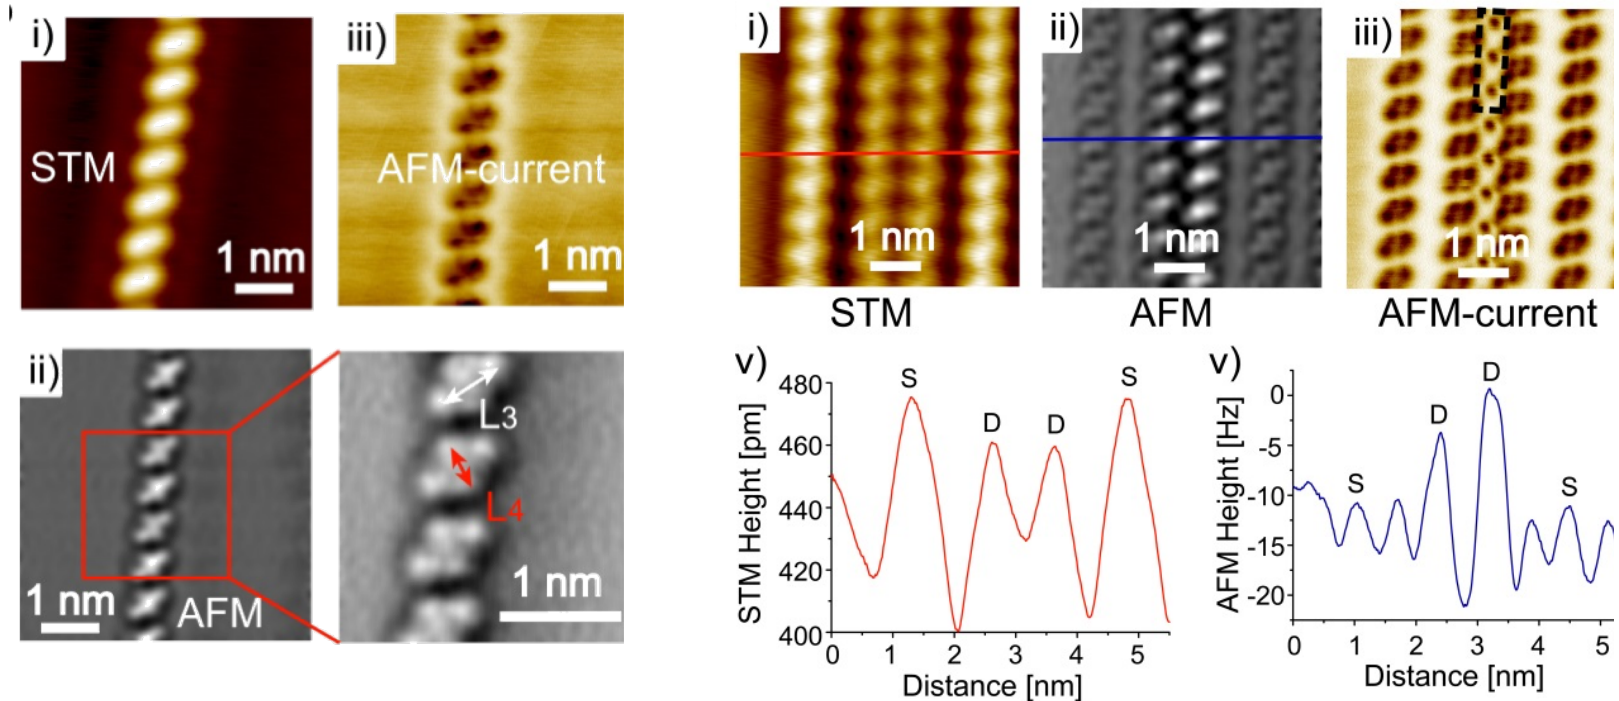 i)
STM
1 nm
iii)
AFM-current
1 nm
ii)
1 nm
AFM
L3
L4
1 nm
i)
1 nm
STM
ii)
1 nm
AFM
iii)
1 nm
AFM-current
v)
STM Height [pm]
480
460
440
420
400
S
D
D
S
0 1 2 3 4 5
Distance [nm]
v)
AFM Height [Hz]
0
-5
-10
-15
-20
S
D
D
S
0 1 2 3 4 5
Distance [nm]